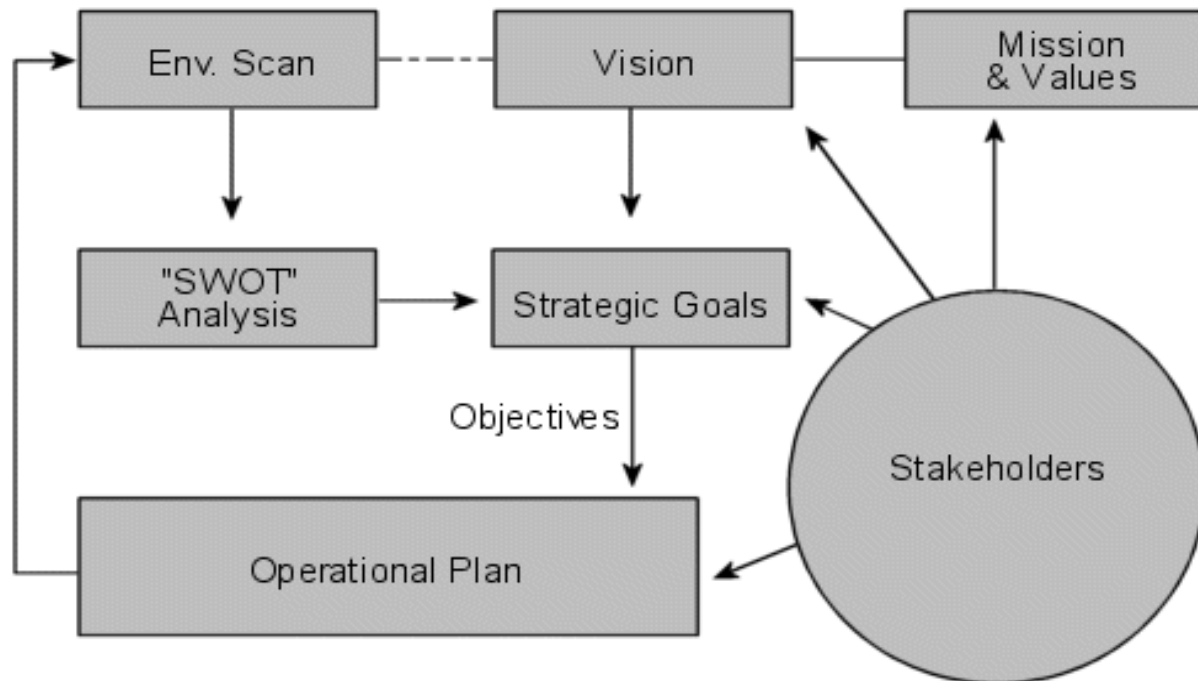 Env. Scan
Vision
Mission
& Values
"SWOT"
Analysis
Strategic Goals
Objectives
Stakeholders
Operational Plan